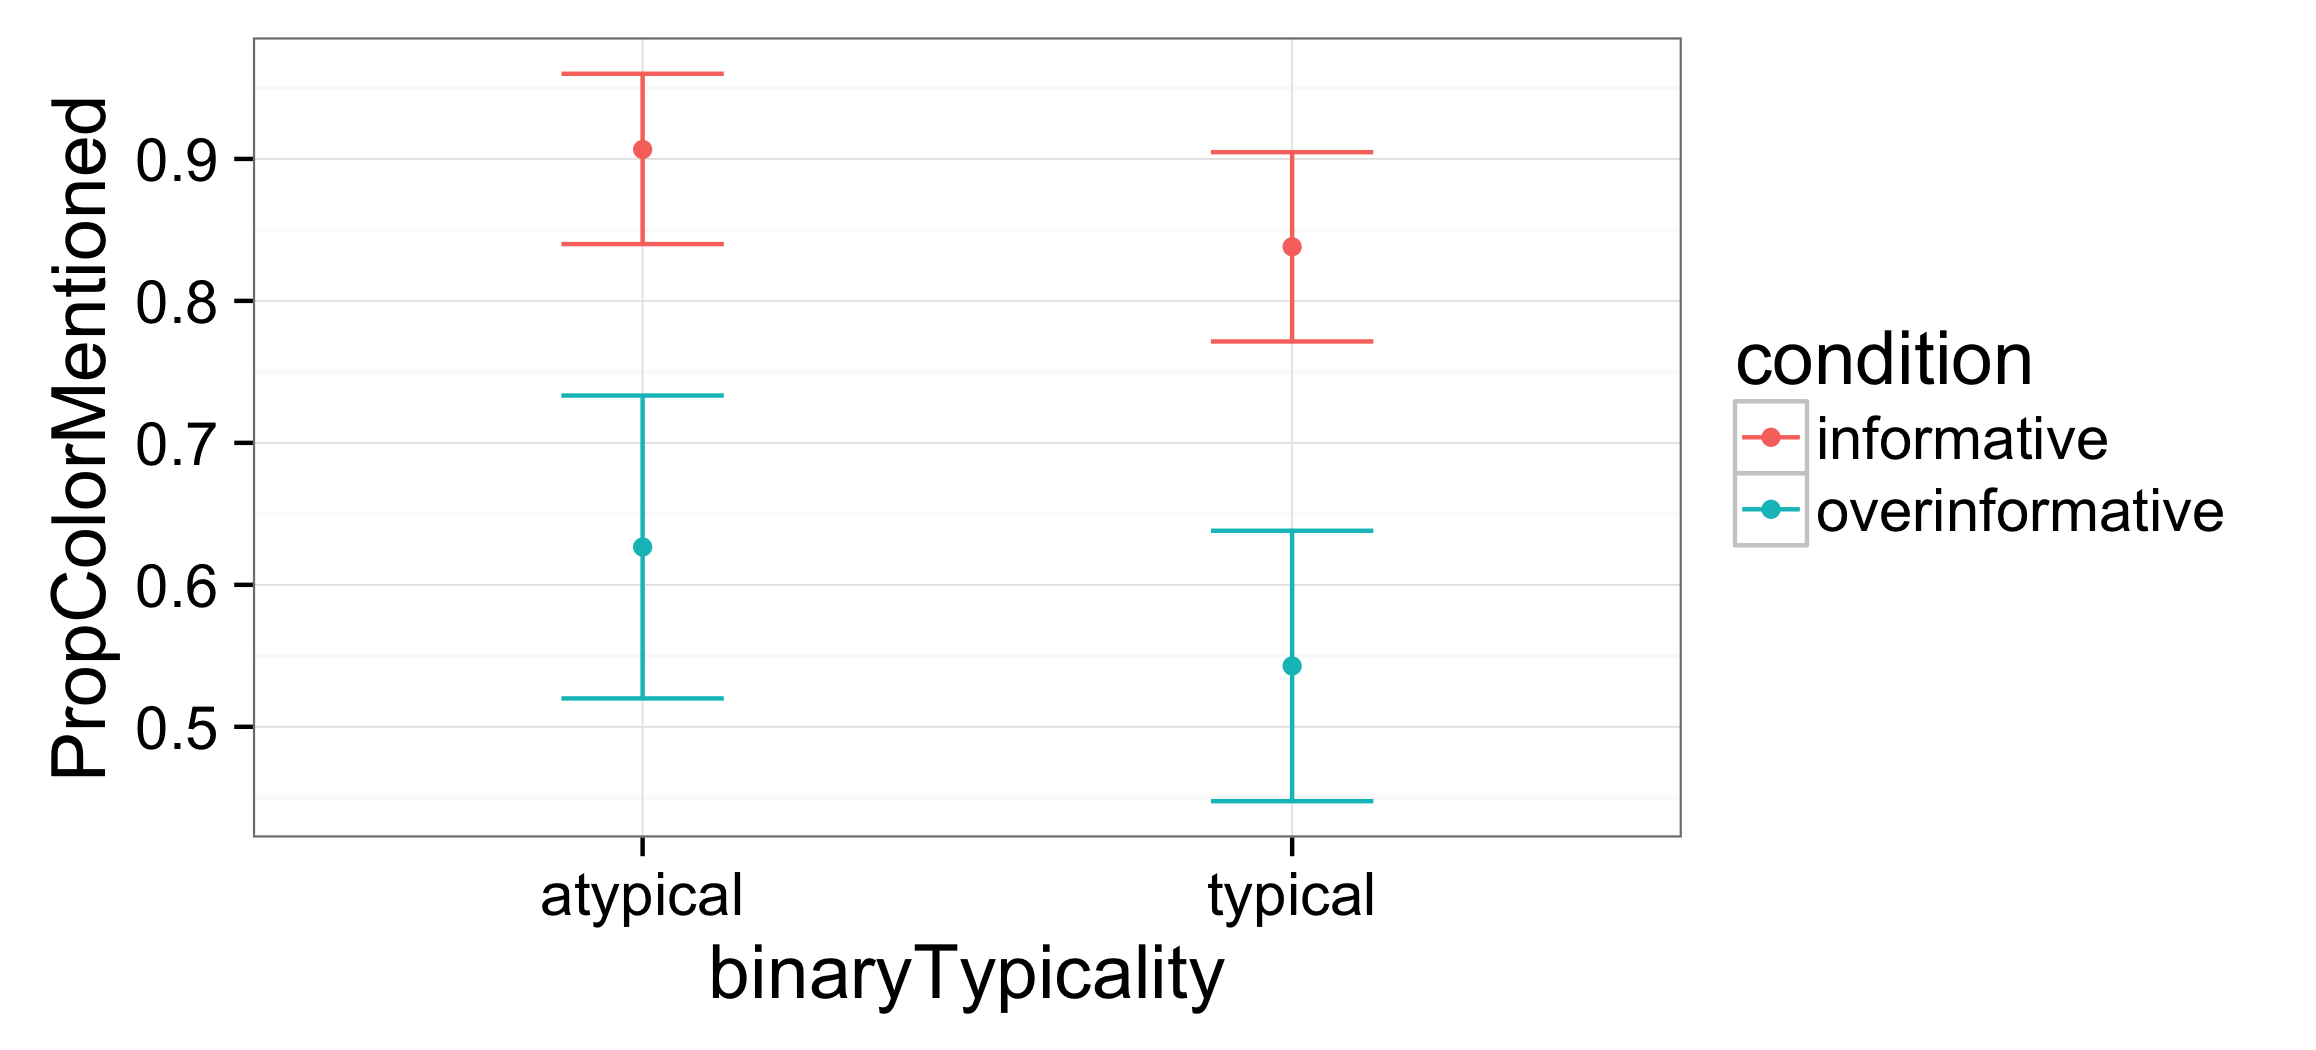 PropColorMentioned
0.9
0.8
0.7
0.6
0.5
atypical typical
binaryTypicality
condition
informative
overinformative